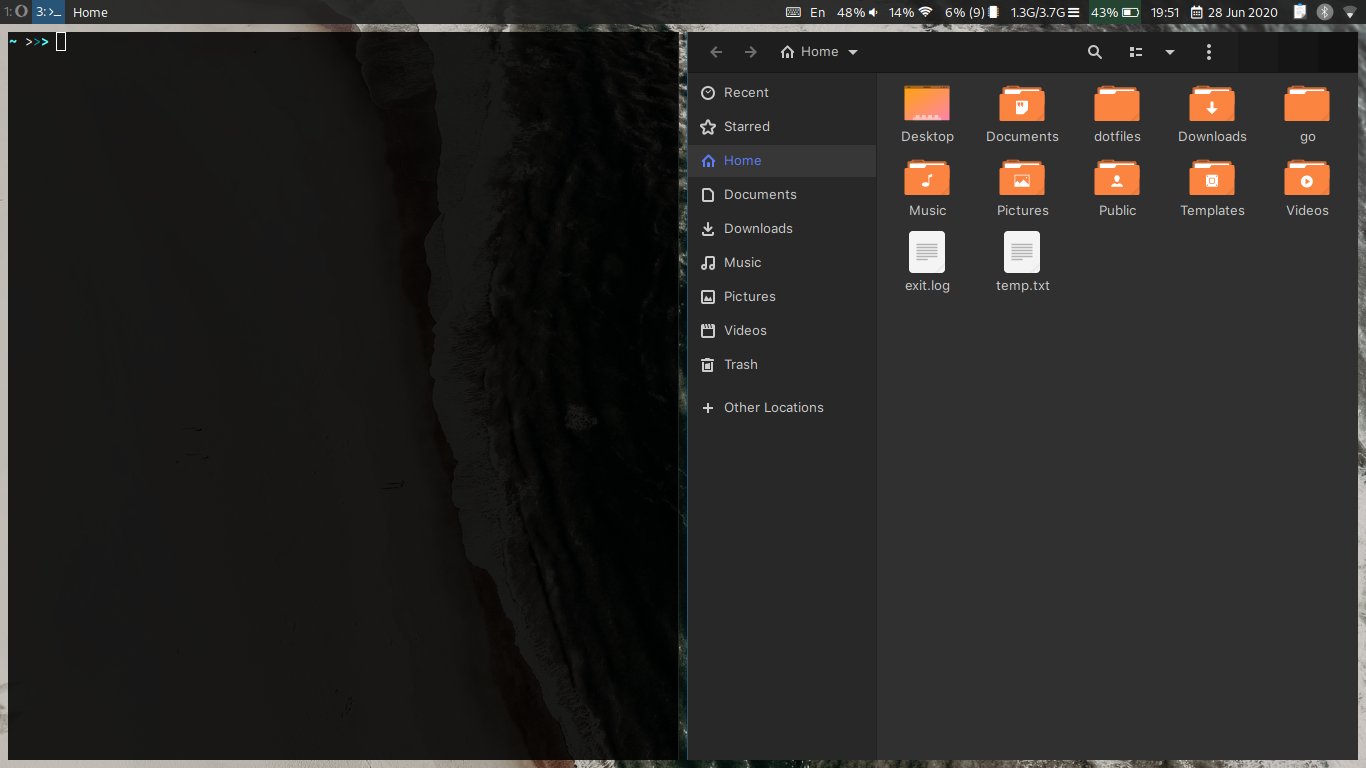 1: 3: >_ Home En 48% 14% 6% (9) 1.3G/3.7G 43% 19:51 28 Jun 2020
~ >>>
Home
Recent
Starred
Home
Documents
Downloads
Music
Pictures
Videos
Trash
Other Locations
Desktop Documents dotfiles Downloads go
Music Pictures Public Templates Videos
exit.log temp.txt